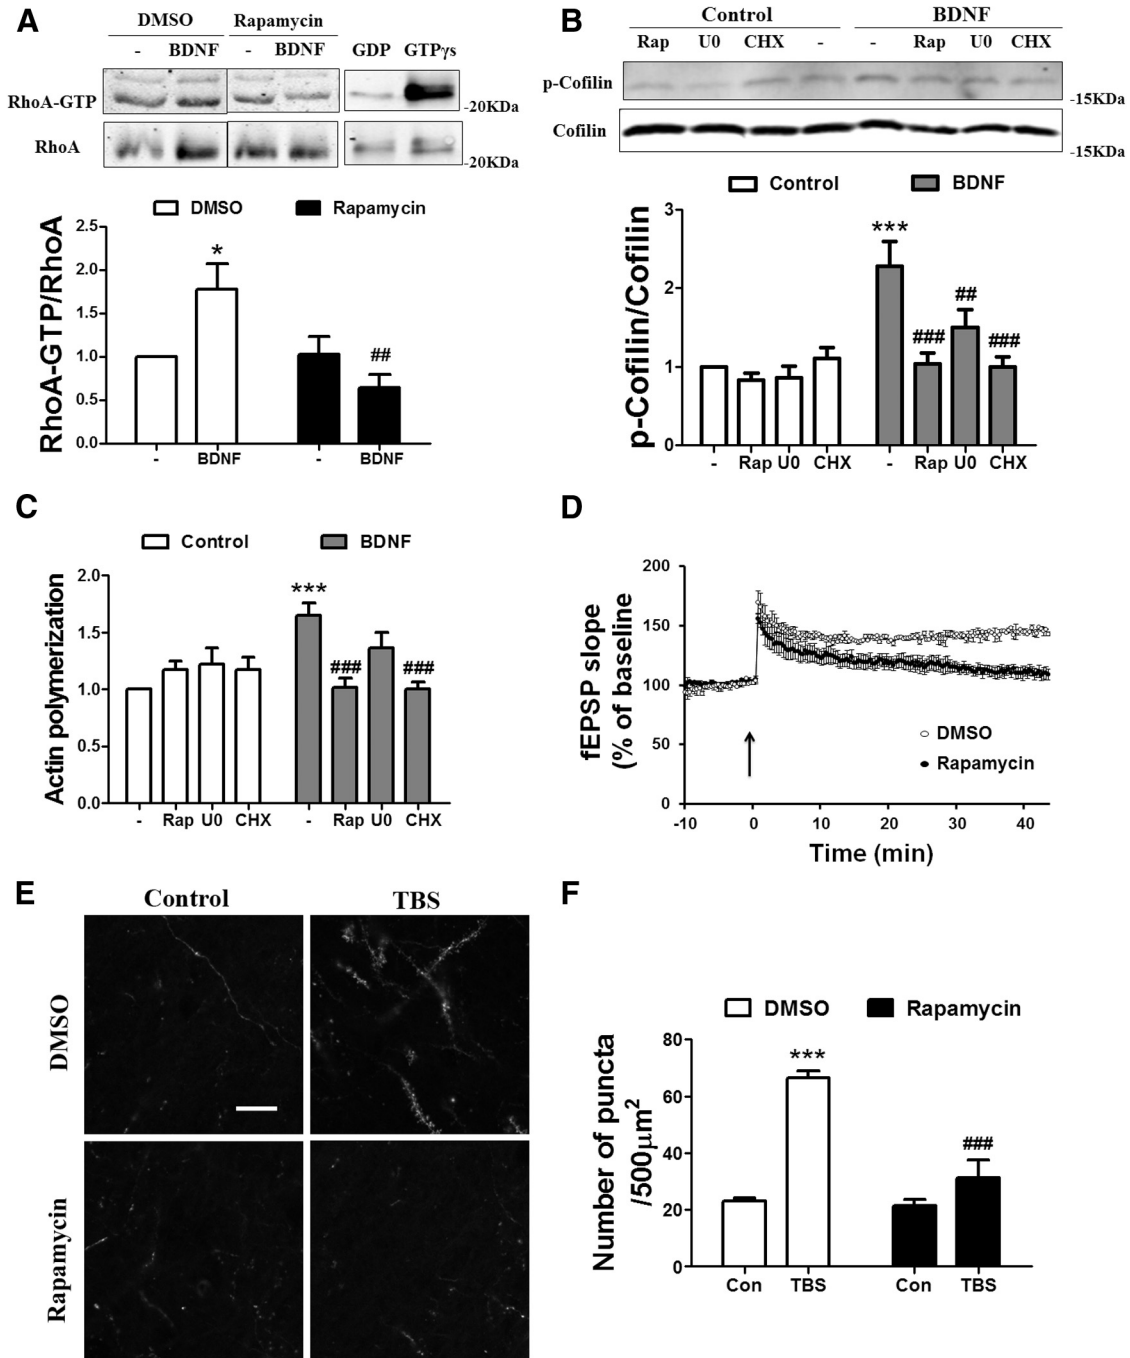 A
DMSO Rapamycin
- BDNF - BDNF GDP GTPγs
RhoA-GTP
-20KDa
RhoA
-20KDa
DMSO Rapamycin
RhoA-GTP/RhoA
2.5
2.0
1.5
1.0
0.5
0.0
*
##
- BDNF - BDNF
B
Control BDNF
Rap U0 CHX - - Rap U0 CHX
p-Cofilin
-15KDa
Cofilin
-15KDa
Control BDNF
p-Cofilin/Cofilin
3
2
1
0
***
###
##
###
- Rap U0 CHX - Rap U0 CHX
C
Control BDNF
Actin polymerization
2.0
1.5
1.0
0.5
0.0
***
###
###
- Rap U0 CHX - Rap U0 CHX
D
fEPSP slope
(% of baseline)
200
150
100
50
0
DMSO
Rapamycin
-10 0 10 20 30 40
Time (min)
E
Control TBS
DMSO
Rapamycin
F
DMSO Rapamycin
Number of puncta
/500μm2
80
60
40
20
0
***
###
Con TBS Con TBS